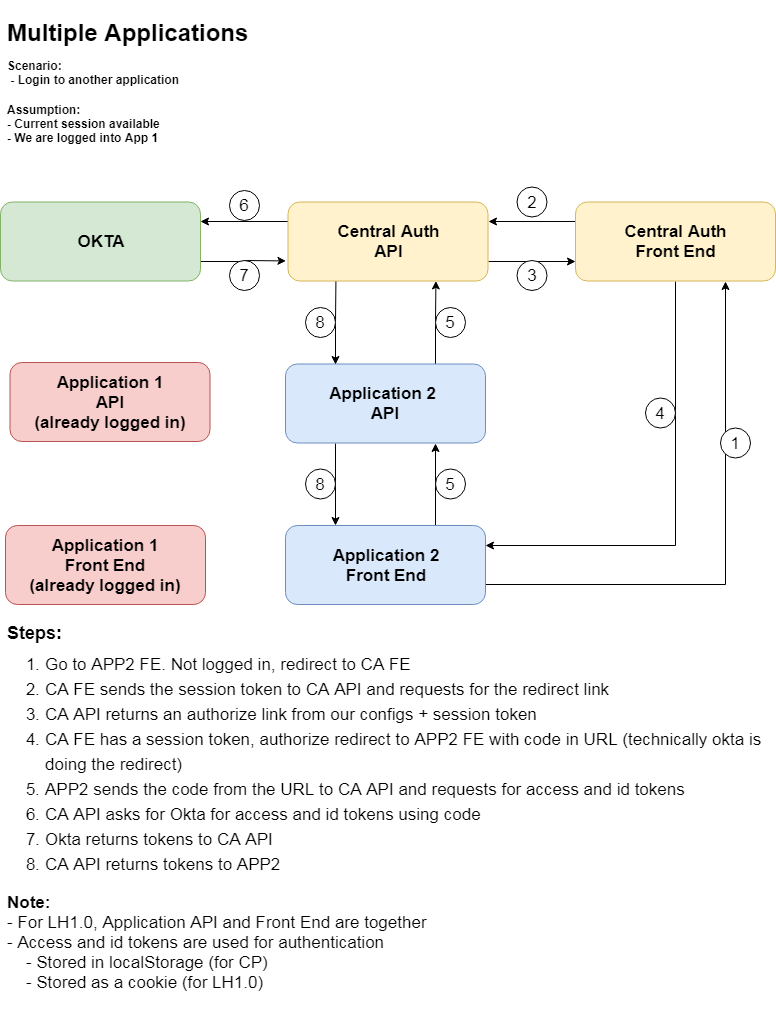 Multiple Applications
Scenario:
- Login to another application
Assumption:
- Current session available
- We are logged into App 1
6
2
OKTA
Central Auth
API
Central Auth
Front End
7
3
8
5
Application 1
API
(already logged in)
Application 2
API
4
1
8
5
Application 1
Front End
(already logged in)
Application 2
Front End
Steps:
1. Go to APP2 FE. Not logged in, redirect to CA FE
2. CA FE sends the session token to CA API and requests for the redirect link
3. CA API returns an authorize link from our configs + session token
4. CA FE has a session token, authorize redirect to APP2 FE with code in URL (technically okta is
doing the redirect)
5. APP2 sends the code from the URL to CA API and requests for access and id tokens
6. CA API asks for Okta for access and id tokens using code
7. Okta returns tokens to CA API
8. CA API returns tokens to APP2
Note:
- For LH1.0, Application API and Front End are together
- Access and id tokens are used for authentication
- Stored in localStorage (for CP)
- Stored as a cookie (for LH1.0)